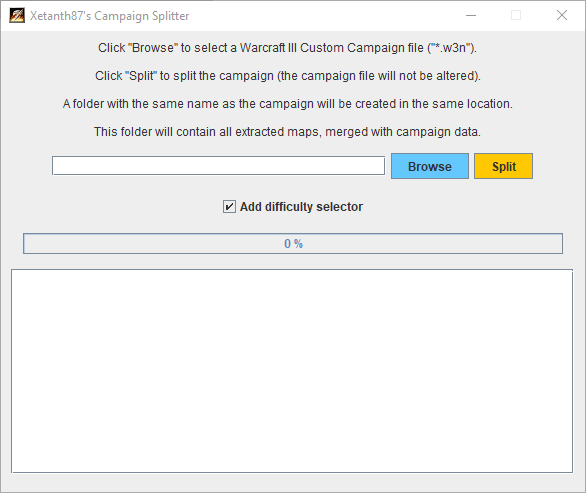 Xetanth87's Campaign Splitter
Click "Browse" to select a Warcraft III Custom Campaign file ("*.w3n").
Click "Split" to split the campaign (the campaign file will not be altered).
A folder with the same name as the campaign will be created in the same location.
This folder will contain all extracted maps, merged with campaign data.
Browse Split
Add difficulty selector
0 %